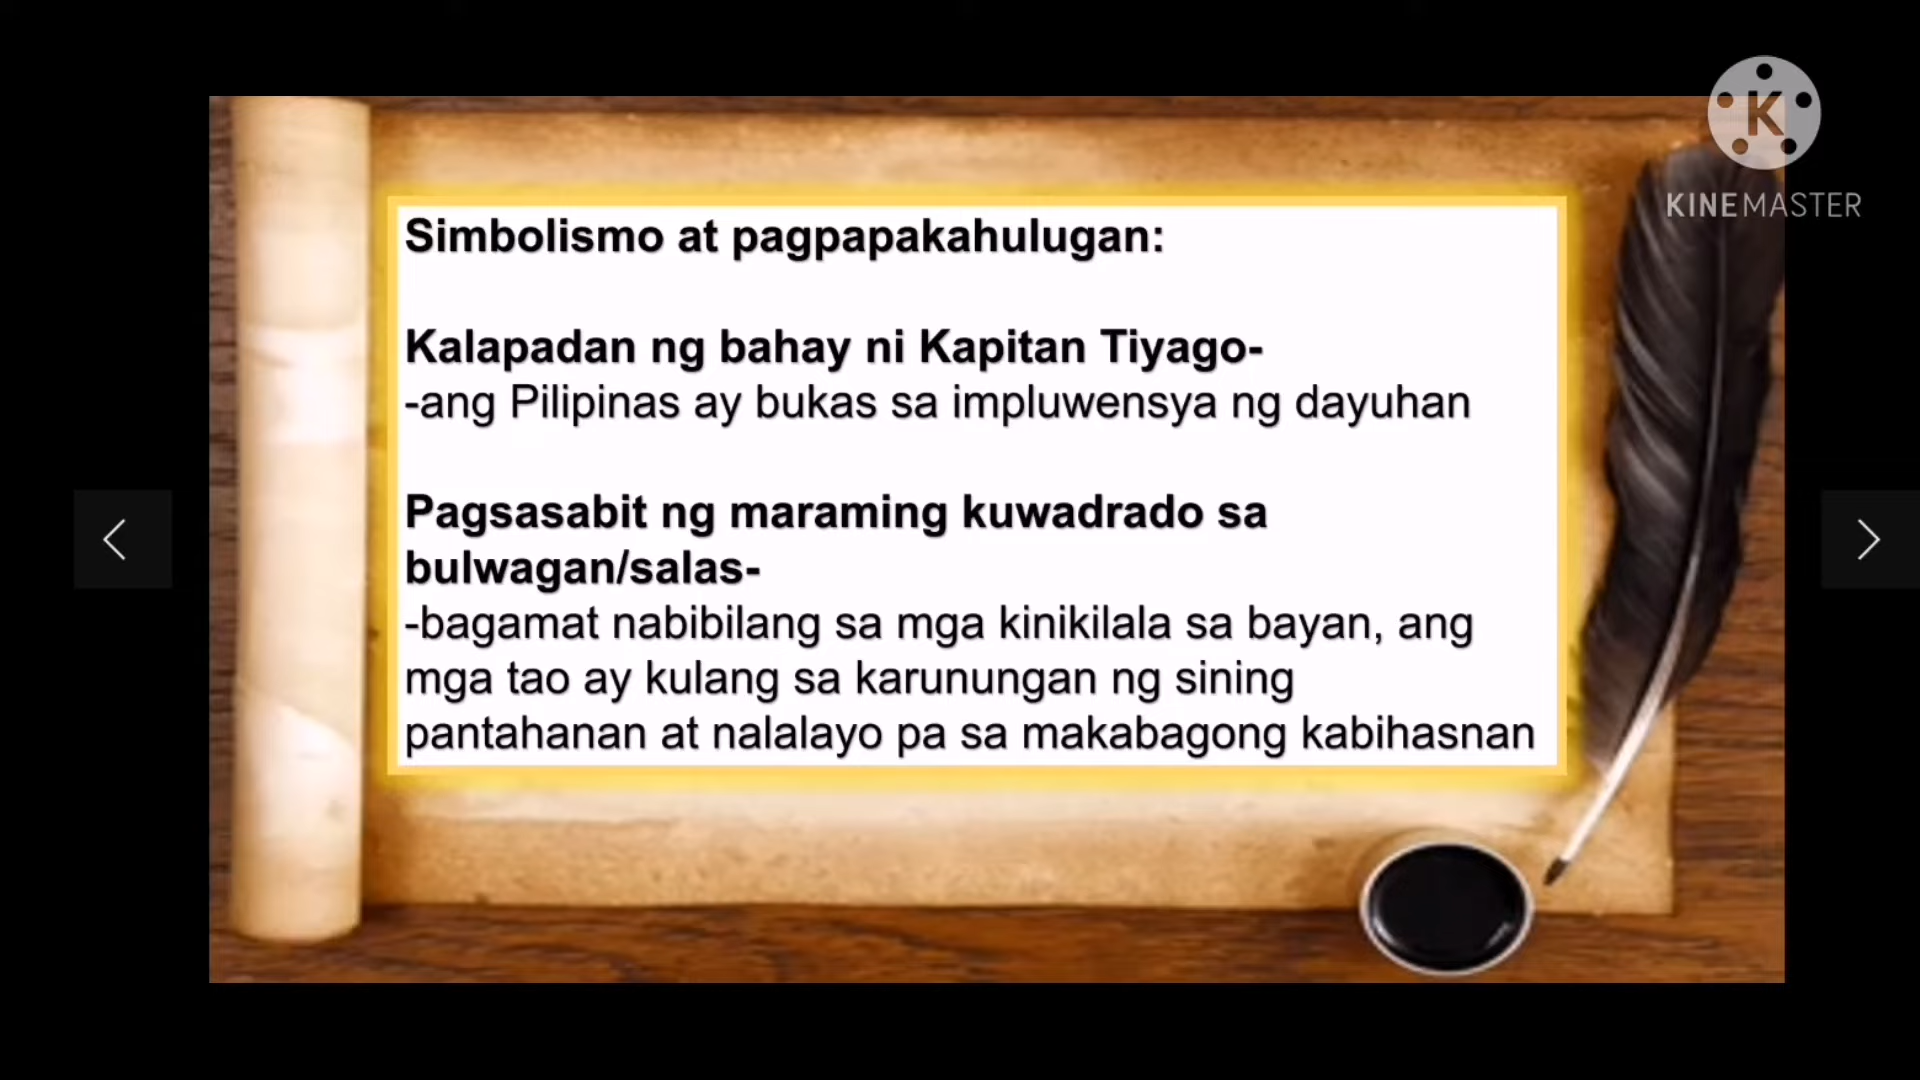 Simbolismo at pagpapakahulugan:
Kalapadan ng bahay ni Kapitan Tiyago-
-ang Pilipinas ay bukas sa impluwensya ng dayuhan
Pagsasabit ng maraming kuwadrado sa
bulwagan/salas-
-bagamat nabibilang sa mga kinikilala sa bayan, ang
mga tao ay kulang sa karunungan ng sining
pantahanan at nalalayo pa sa makabagong kabihasnan
K
KINEMASTER